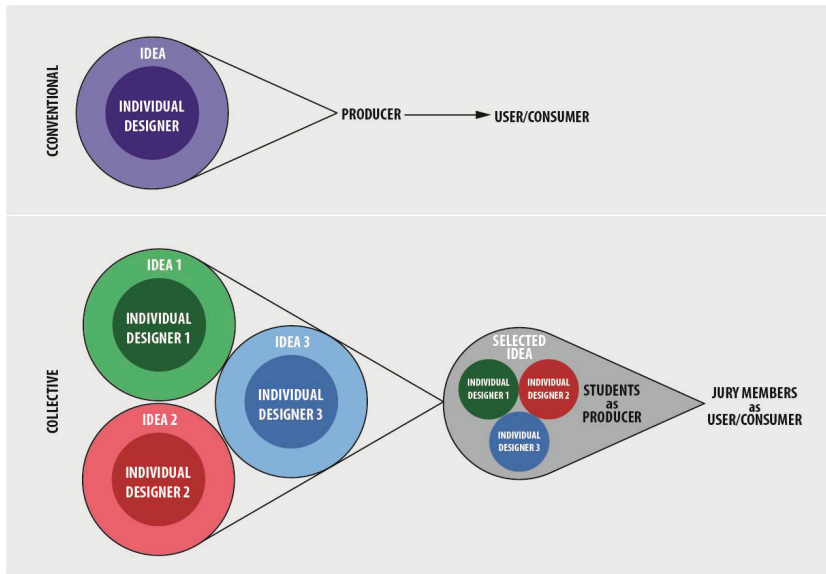 CCONVENTIONAL
IDEA
INDIVIDUAL
DESIGNER
PRODUCER
USER/CONSUMER
COLLECTIVE
IDEA 1
INDIVIDUAL
DESIGNER 1
IDEA 2
INDIVIDUAL
DESIGNER 2
IDEA 3
INDIVIDUAL
DESIGNER 3
SELECTED
IDEA
INDIVIDUAL
DESIGNER 1
INDIVIDUAL
DESIGNER 2
INDIVIDUAL
DESIGNER 3
STUDENTS
as
PRODUCER
JURY MEMBERS
as
USER/CONSUMER